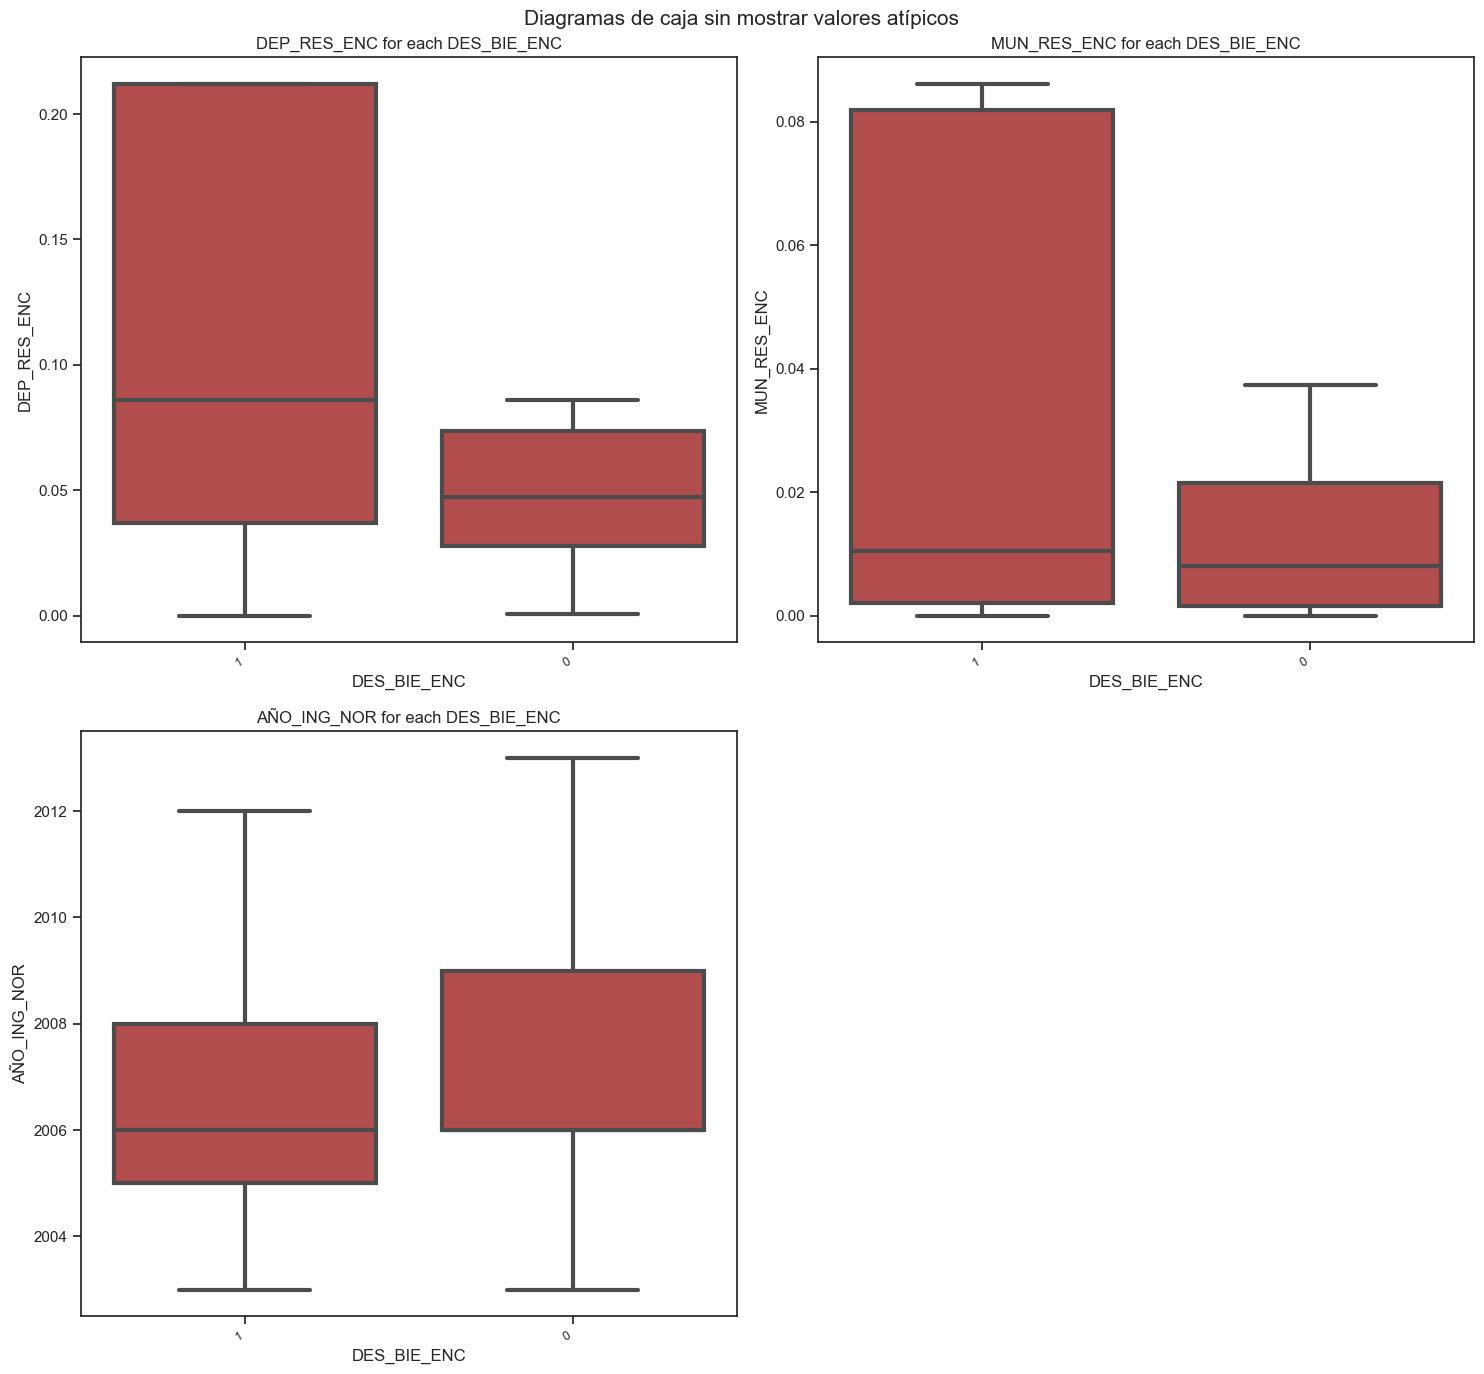 Diagramas de caja sin mostrar valores atípicos
DEP_RES_ENC for each DES_BIE_ENC
0.20
0.15
0.10
0.05
0.00
DEP_RES_ENC
1
0
DES_BIE_ENC
MUN_RES_ENC for each DES_BIE_ENC
0.08
0.06
0.04
0.02
0.00
MUN_RES_ENC
1
0
DES_BIE_ENC
AÑO_ING_NOR for each DES_BIE_ENC
2012
2010
2008
2006
2004
AÑO_ING_NOR
1
0
DES_BIE_ENC